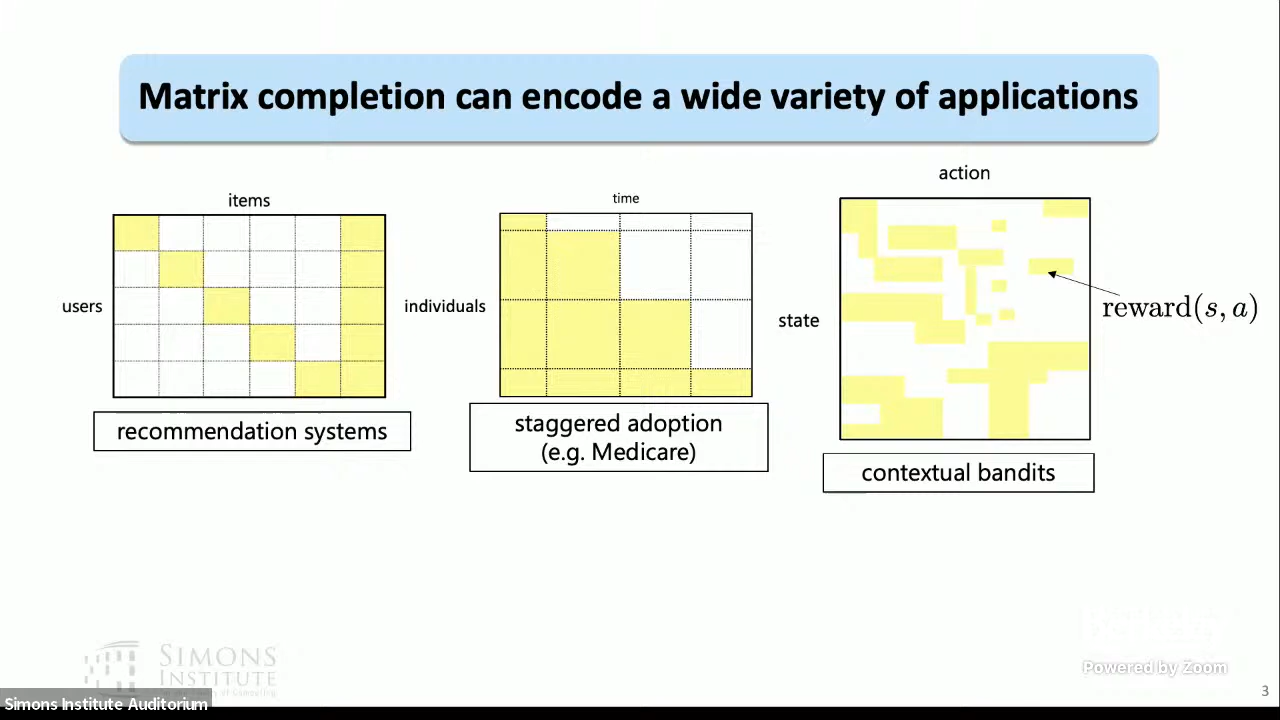 Matrix completion can encode a wide variety of applications
items
users
recommendation systems
time
individuals
staggered adoption
(e.g. Medicare)
action
state
reward(s, a)
contextual bandits
SIMONS
INSTITUTE
Powered by Zoom
Simons Institute Auditorium
3